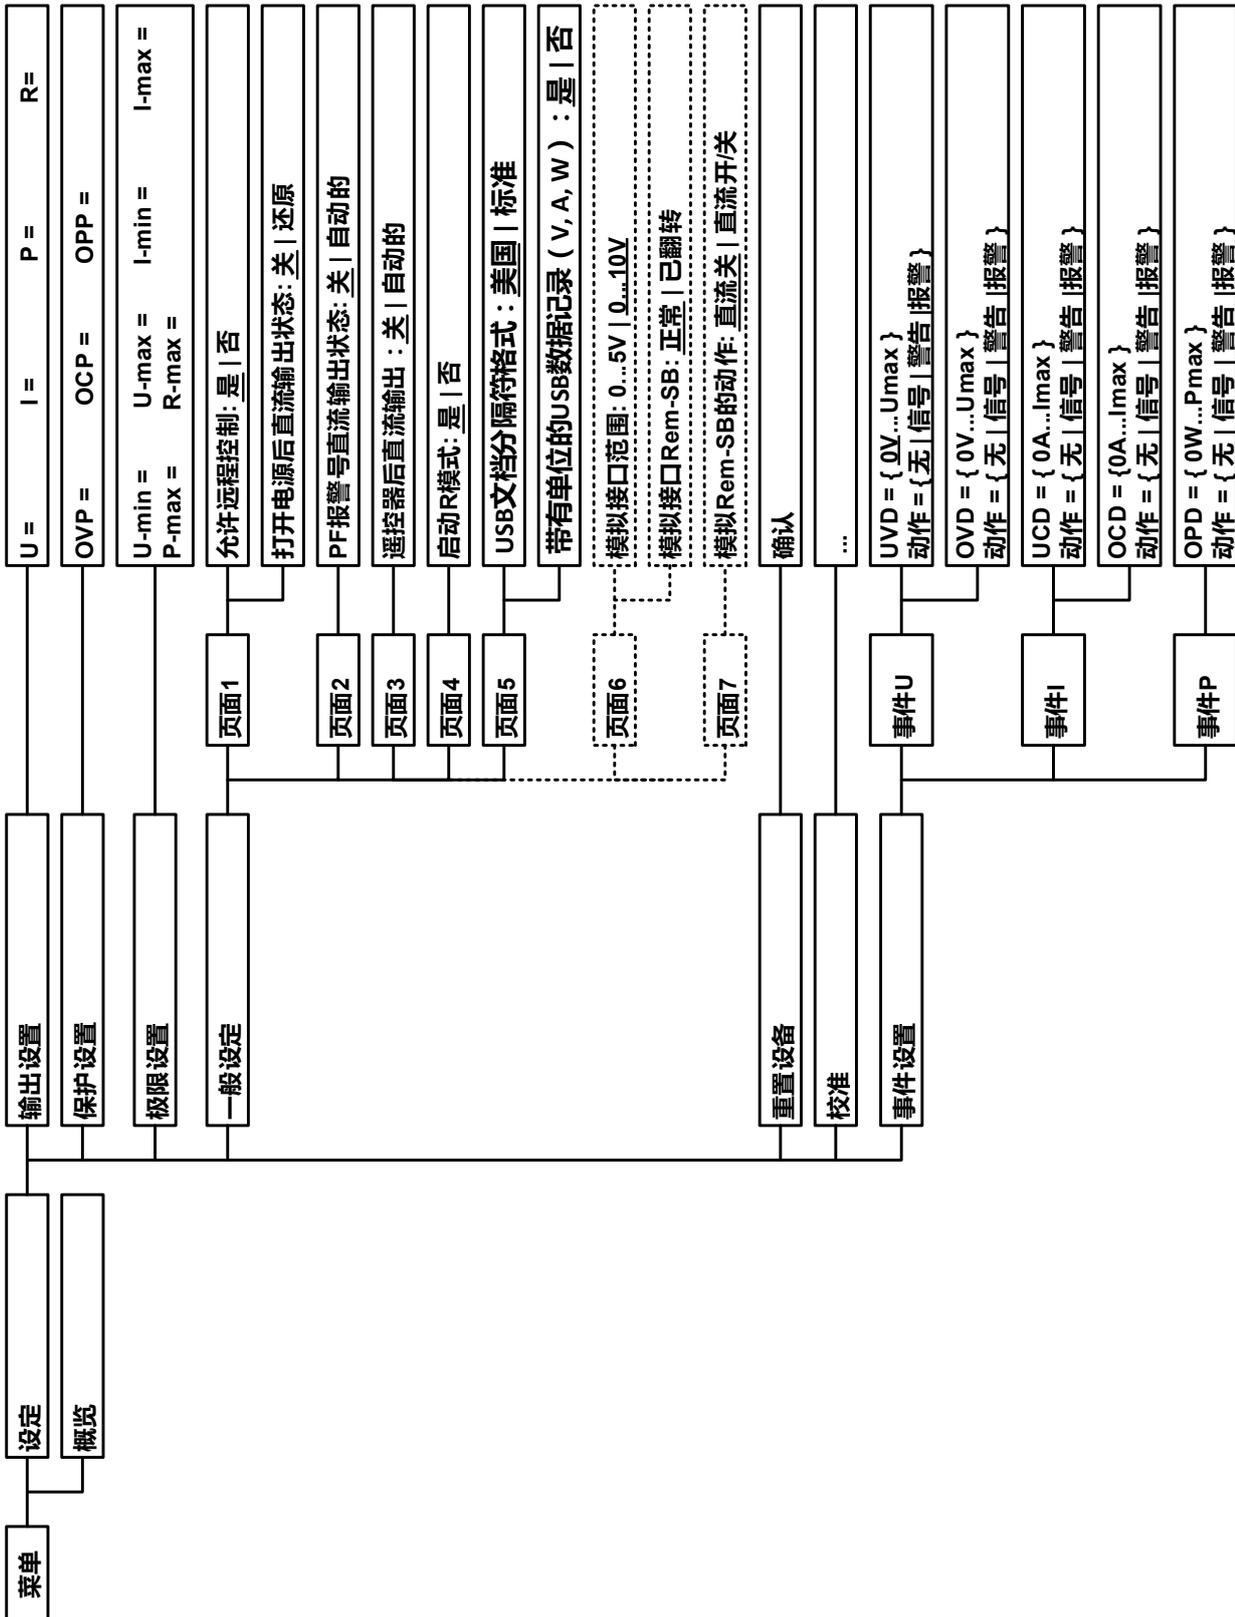 菜单
设定
概览
输出设置
U =    I =    P =    R=
保护设置
OVP =    OCP =    OPP =
极限设置
U-min =    U-max =    I-min =    I-max =
P-max =    R-max =
一般设定
页面1
允许远程控制: 是 | 否
打开电源后直流输出状态: 关 | 还原
页面2
PF报警号直流输出状态: 关 | 自动的
页面3
遥控器后直流输出：关 | 自动的
页面4
启动R模式: 是 | 否
页面5
USB文档分隔符格式：美国 | 标准
带有单位的USB数据记录（V, A, W）：是 | 否
页面6
模拟接口范围: 0...5V | 0...10V
模拟接口Rem-SB: 正常 | 已翻转
页面7
模拟Rem-SB的动作: 直流关 | 直流开/关
重置设备
确认
校准
...
事件设置
事件U
UVD = { 0V...Umax }
动作 = { 无 | 信号 | 警告 |报警 }
OVD = { 0V...Umax }
动作 = { 无 | 信号 | 警告 |报警 }
事件I
UCD = { 0A...Imax }
动作 = { 无 | 信号 | 警告 |报警 }
OCD = {0A...Imax }
动作 = { 无 | 信号 | 警告 |报警 }
事件P
OPD = { 0W...Pmax }
动作 = { 无 | 信号 | 警告 |报警 }